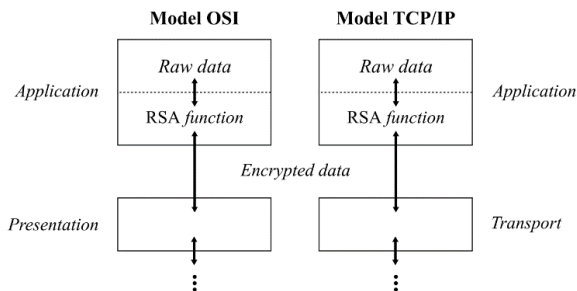 Model OSI
Model TCP/IP
Raw data
Raw data
Application
Application
RSA function
RSA function
Encrypted data
Presentation
Transport